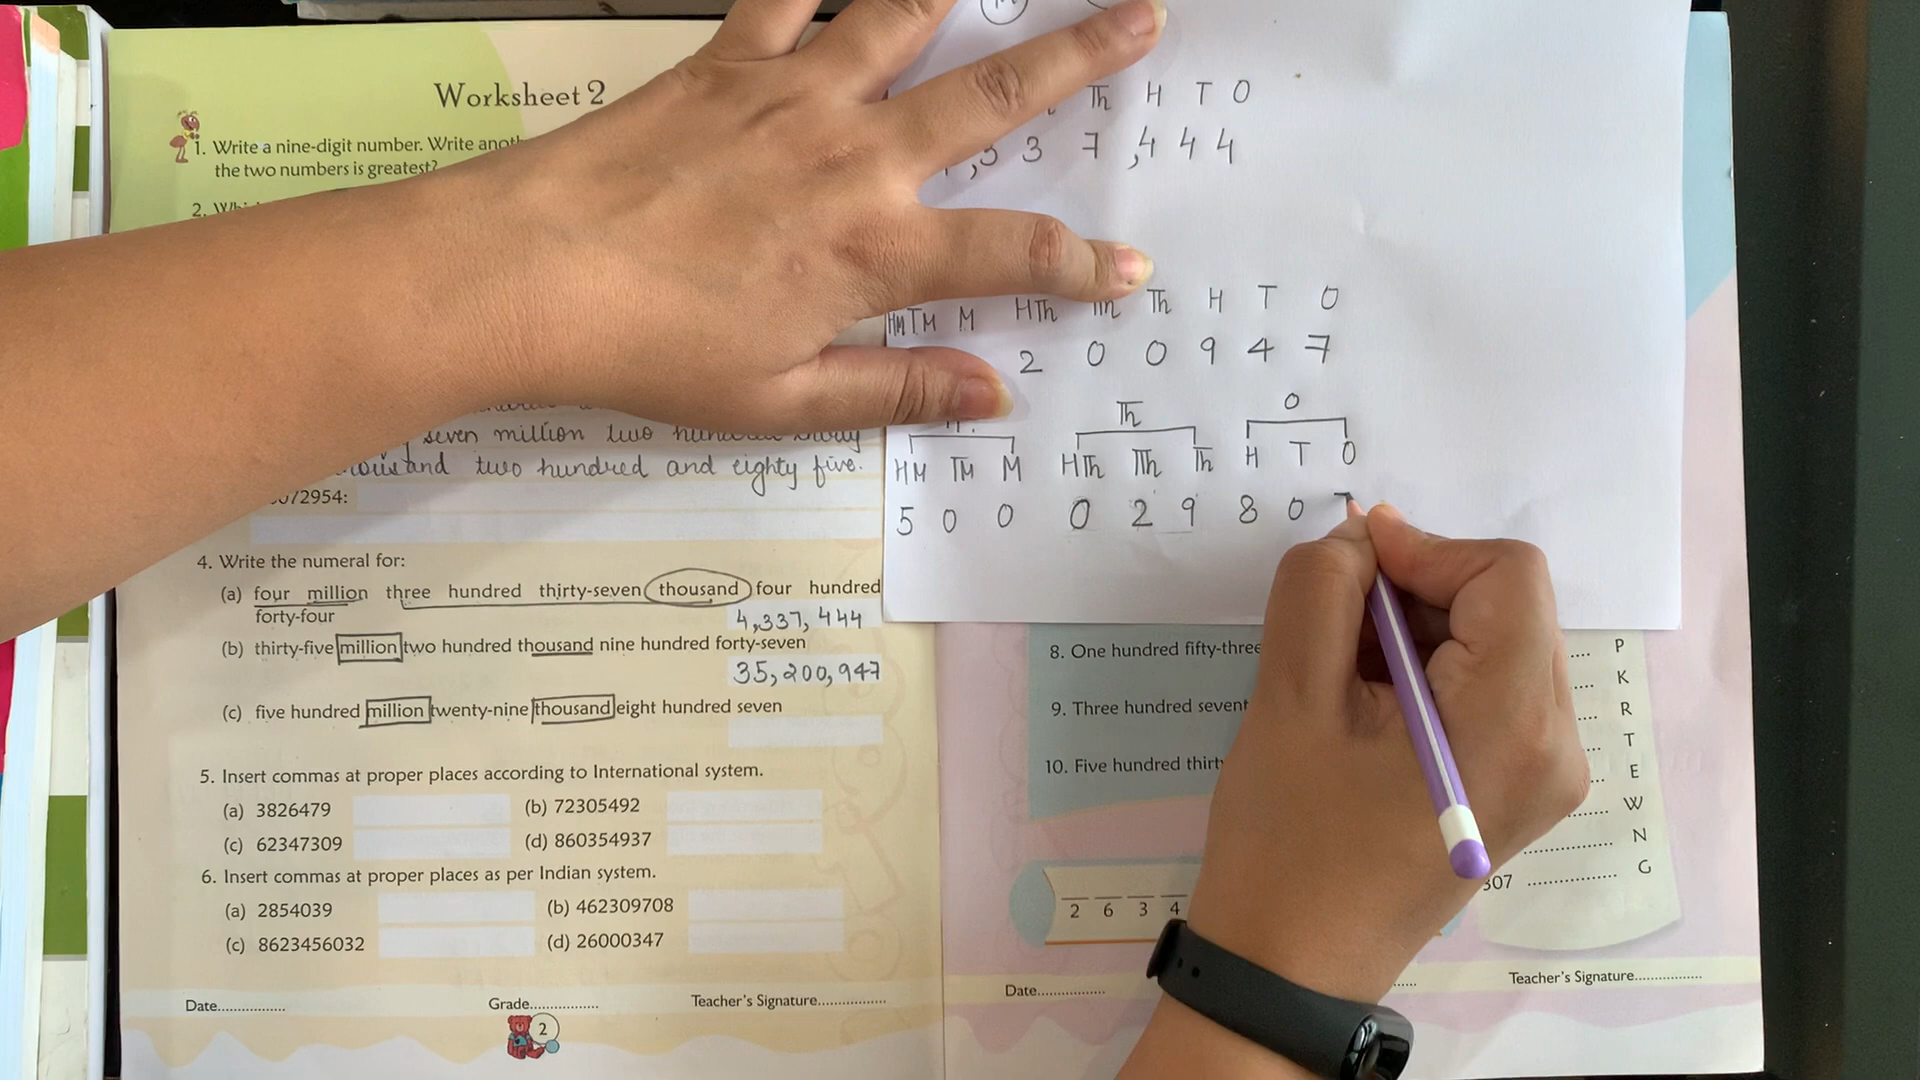 Worksheet 2
1. Write a nine-digit number. Write
the two numbers is greatest?
2.
Th H T O
3 3 7 , 4 4 4
HM TM M HTh TTh Th H T O
2 0 0 9 4 7
Th O
HM TM M HTh TTh Th H T O
5 0 0 0 2 9 8 0 7
seven million two hundred thirty
thousand two hundred and eighty five.
2954:
4. Write the numeral for:
(a) four million three hundred thirty-seven thousand four hundred
forty-four
4,337,444
(b) thirty-five million two hundred thousand nine hundred forty-seven
35,200,947
(c) five hundred million twenty-nine thousand eight hundred seven
5. Insert commas at proper places according to International system.
(a) 3826479 (b) 72305492
(c) 62347309 (d) 860354937
6. Insert commas at proper places as per Indian system.
(a) 2854039 (b) 462309708
(c) 8623456032 (d) 26000347
Date................. Grade................. Teacher's Signature.................
2
8. One hundred fifty-three
9. Three hundred
10. Five hundred
.... P
..... K
.... R
... T
... E
........ W
................. N
G
307 .................
2 6 3 4
Date................. Teacher's Signature.................